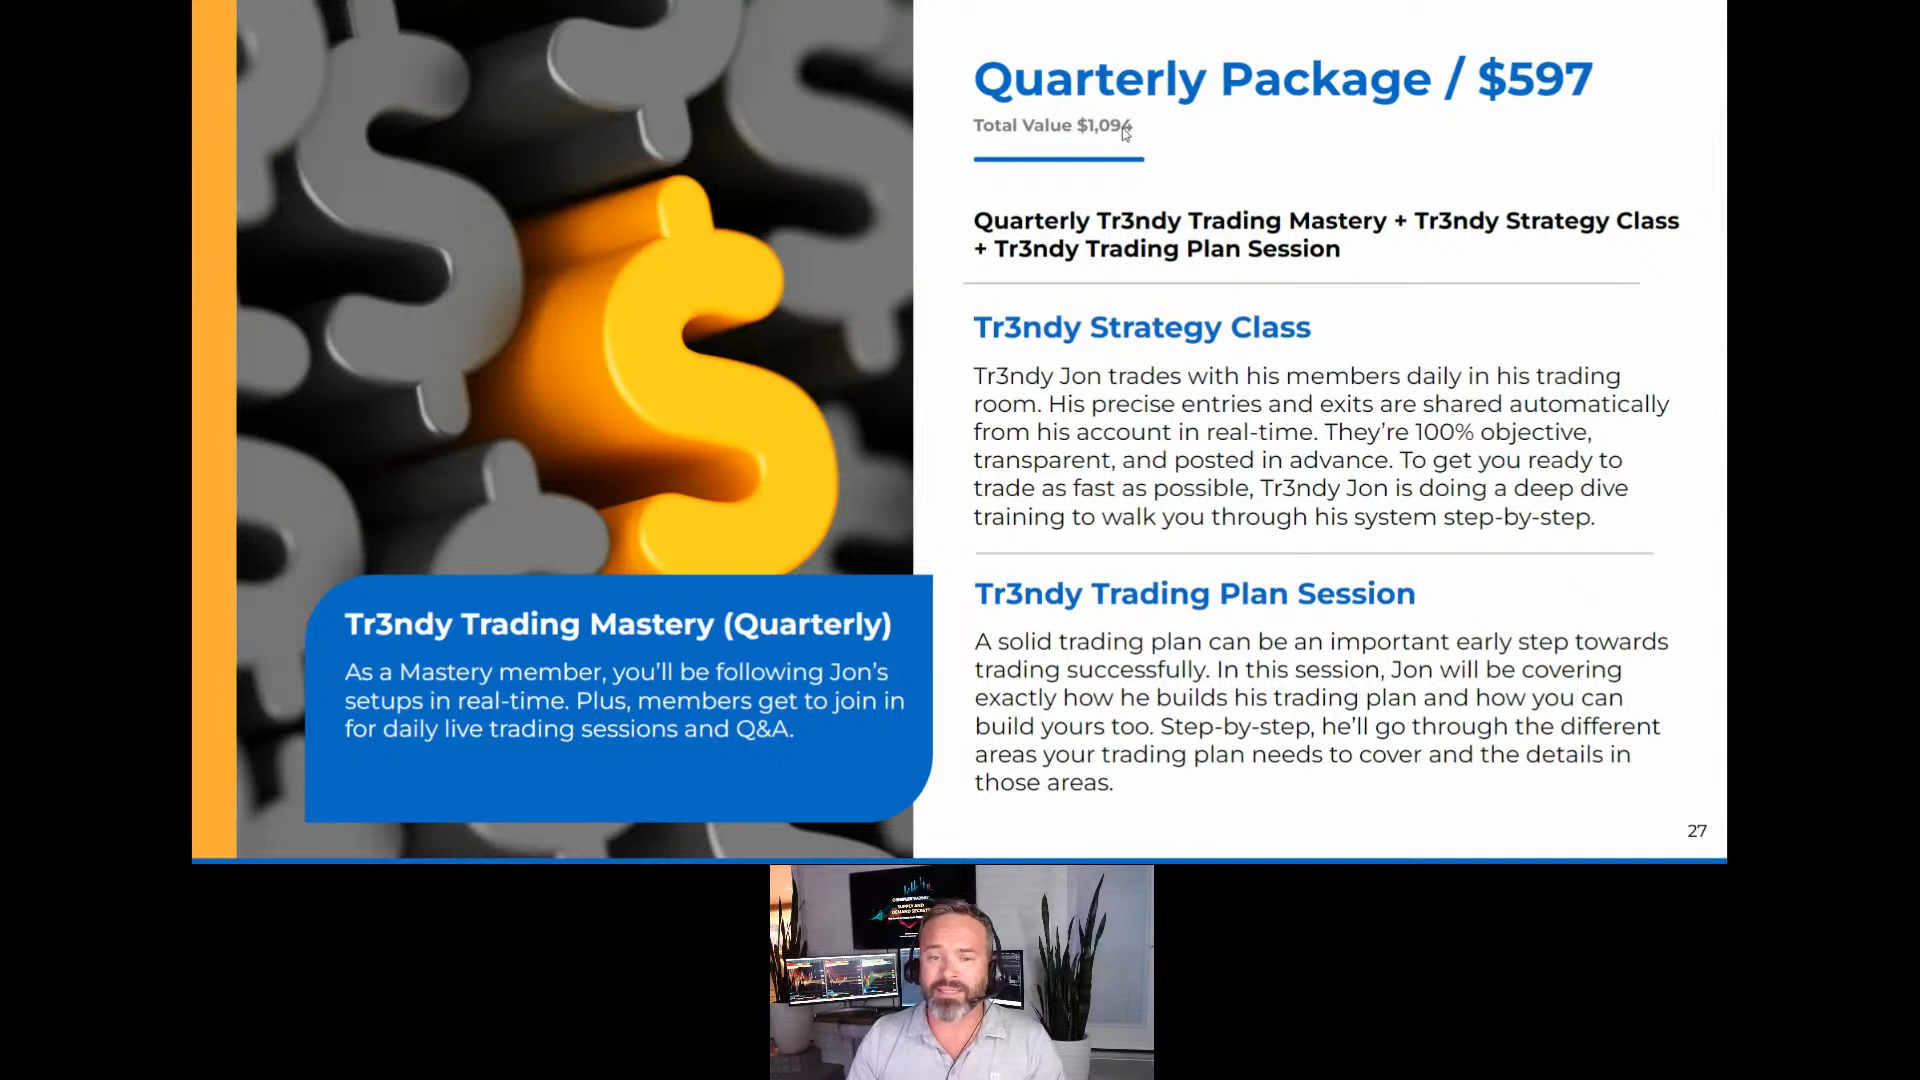 Quarterly Package / $597
Total Value $1,094
Quarterly Tr3ndy Trading Mastery + Tr3ndy Strategy Class
+ Tr3ndy Trading Plan Session
Tr3ndy Strategy Class
Tr3ndy Jon trades with his members daily in his trading
room. His precise entries and exits are shared automatically
from his account in real-time. They’re 100% objective,
transparent, and posted in advance. To get you ready to
trade as fast as possible, Tr3ndy Jon is doing a deep dive
training to walk you through his system step-by-step.
Tr3ndy Trading Plan Session
A solid trading plan can be an important early step towards
trading successfully. In this session, Jon will be covering
exactly how he builds his trading plan and how you can
build yours too. Step-by-step, he’ll go through the different
areas your trading plan needs to cover and the details in
those areas.
Tr3ndy Trading Mastery (Quarterly)
As a Mastery member, you’ll be following Jon’s
setups in real-time. Plus, members get to join in
for daily live trading sessions and Q&A.
27
SUPPLY AND
DEMAND SECRETS